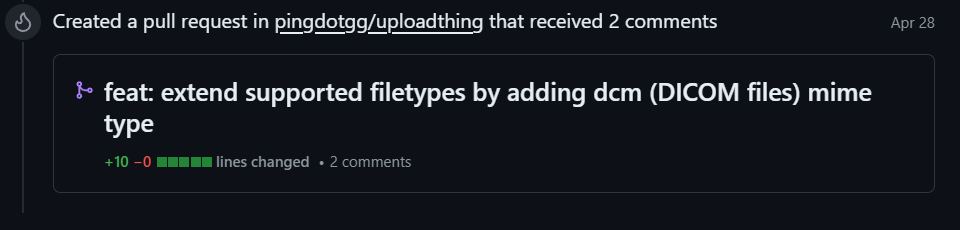 Created a pull request in pingdotgg/uploadthing that received 2 comments
Apr 28
feat: extend supported filetypes by adding dcm (DICOM files) mime
type
+10 −0 lines changed • 2 comments